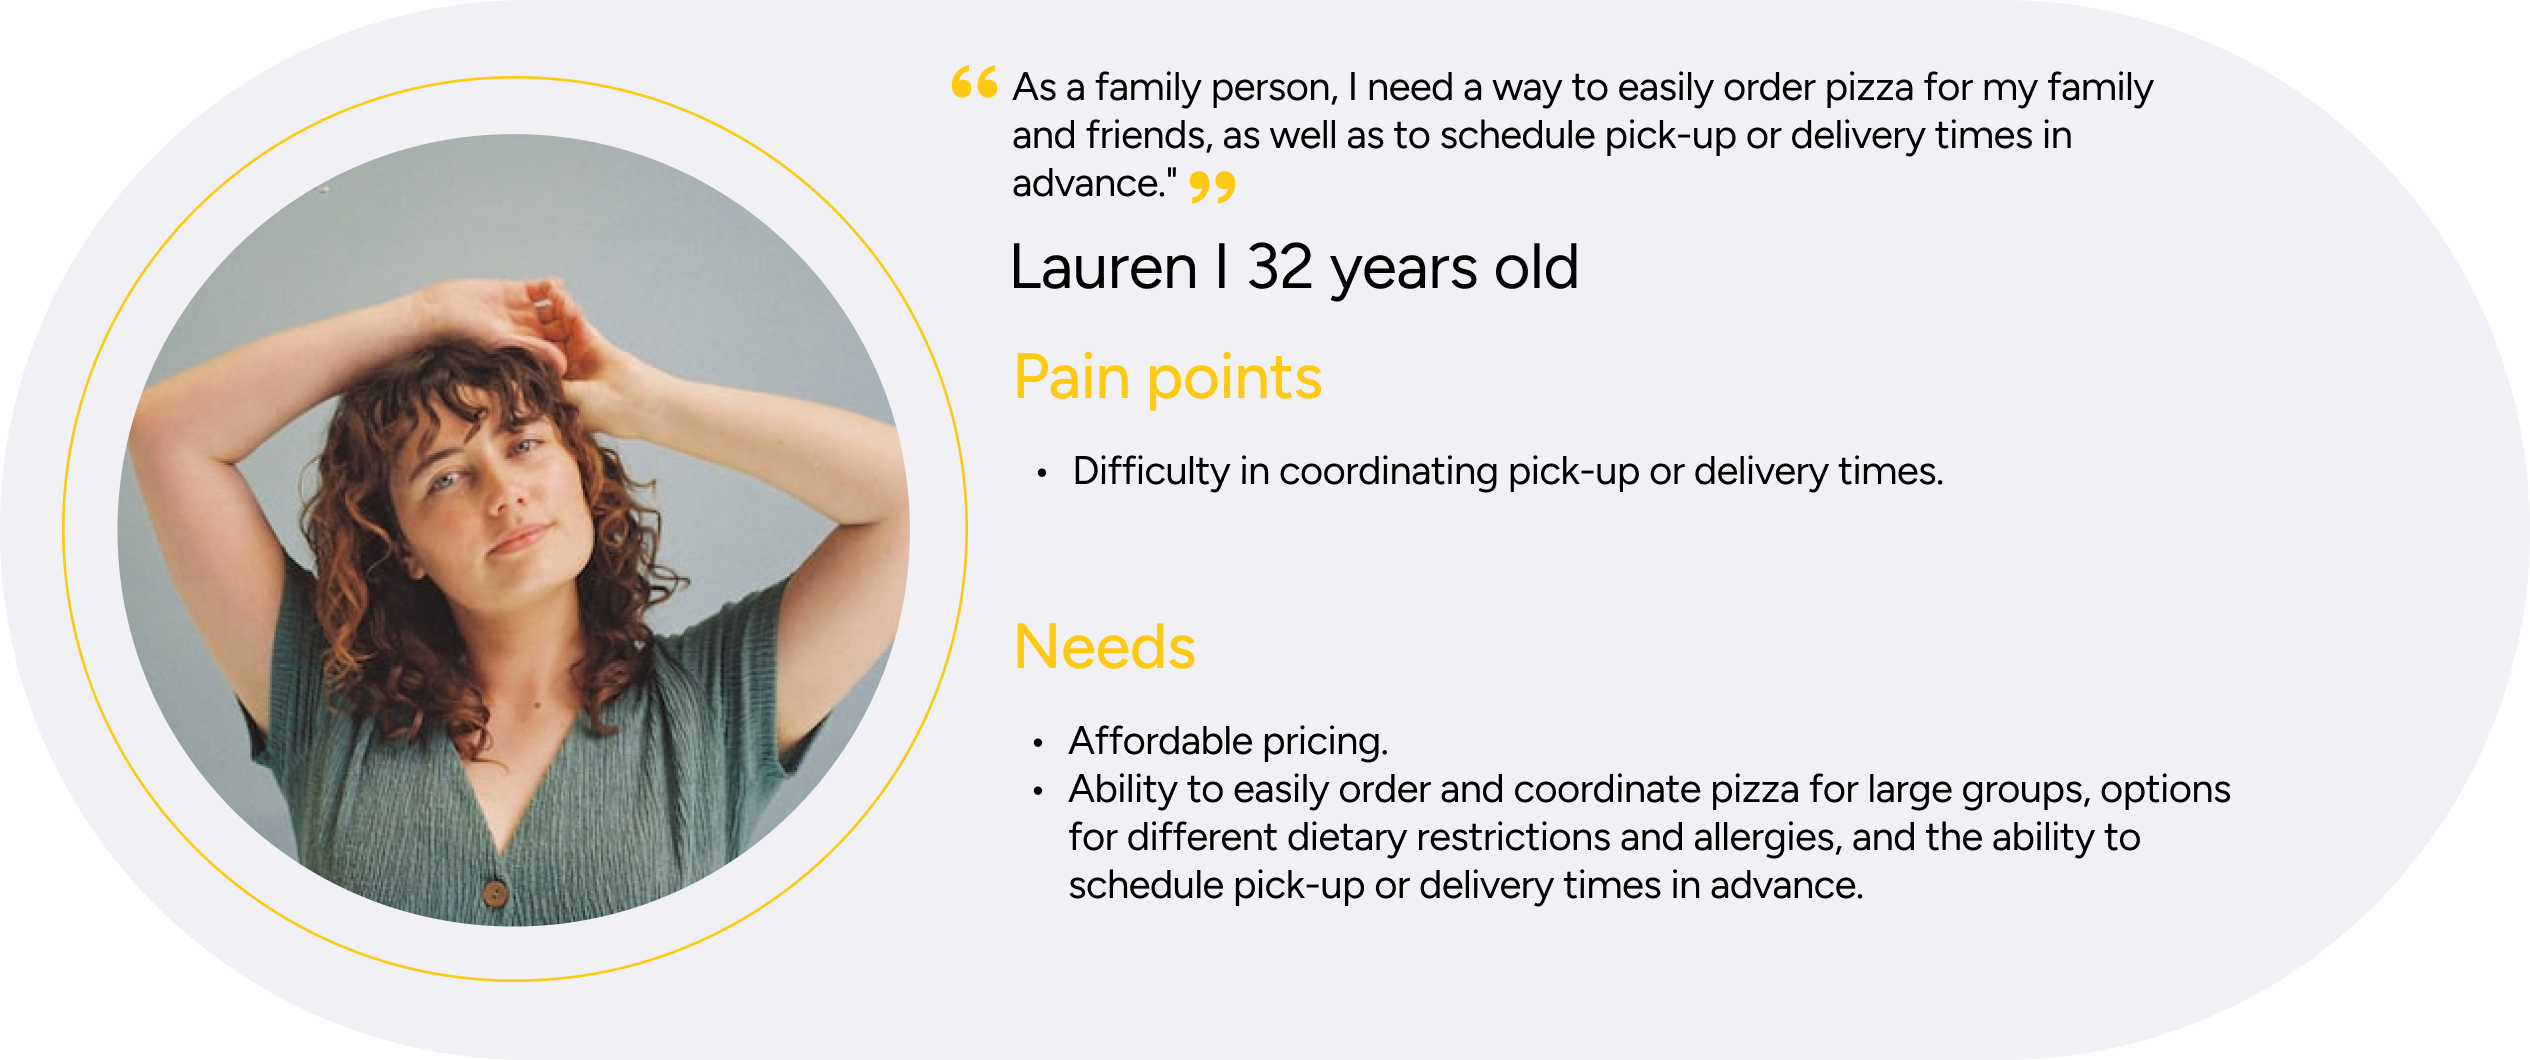 “ As a family person, I need a way to easily order pizza for my family
and friends, as well as to schedule pick-up or delivery times in
advance." ”
Lauren I 32 years old
Pain points
• Difficulty in coordinating pick-up or delivery times.
Needs
• Affordable pricing.
• Ability to easily order and coordinate pizza for large groups, options
for different dietary restrictions and allergies, and the ability to
schedule pick-up or delivery times in advance.